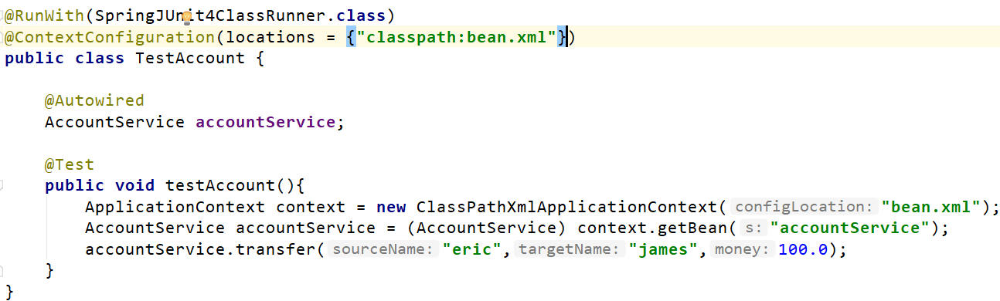 @RunWith(SpringJUnit4ClassRunner.class)
@ContextConfiguration(locations = {"classpath:bean.xml"})
public class TestAccount {
@Autowired
AccountService accountService;
@Test
public void testAccount(){
ApplicationContext context = new ClassPathXmlApplicationContext( configLocation: "bean.xml");
AccountService accountService = (AccountService) context.getBean( s: "accountService");
accountService.transfer( sourceName: "eric", targetName: "james", money: 100.0);
}
}